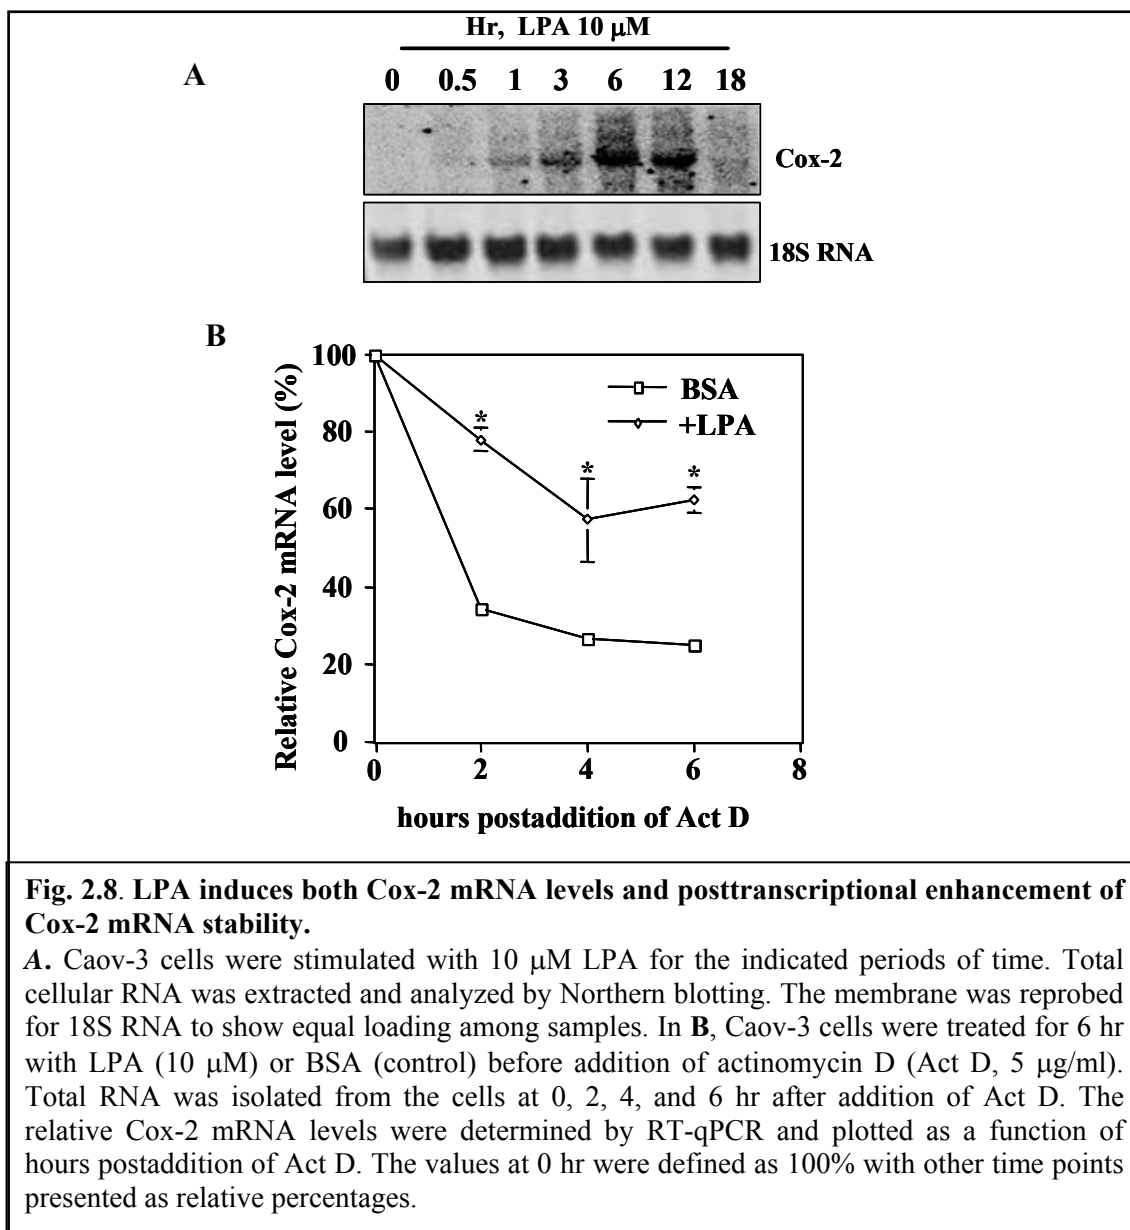 Hr, LPA 10 μM
A
0 0.5 1 3 6 12 18
Cox-2
18S RNA
B
Relative Cox-2 mRNA level (%)
100
80
60
40
20
0
BSA
+LPA
*
*
*
0 2 4 6 8
hours postaddition of Act D
Fig. 2.8. LPA induces both Cox-2 mRNA levels and posttranscriptional enhancement of
Cox-2 mRNA stability.
A. Caov-3 cells were stimulated with 10 μM LPA for the indicated periods of time. Total
cellular RNA was extracted and analyzed by Northern blotting. The membrane was reprobed
for 18S RNA to show equal loading among samples. In B, Caov-3 cells were treated for 6 hr
with LPA (10 μM) or BSA (control) before addition of actinomycin D (Act D, 5 μg/ml).
Total RNA was isolated from the cells at 0, 2, 4, and 6 hr after addition of Act D. The
relative Cox-2 mRNA levels were determined by RT-qPCR and plotted as a function of
hours postaddition of Act D. The values at 0 hr were defined as 100% with other time points
presented as relative percentages.